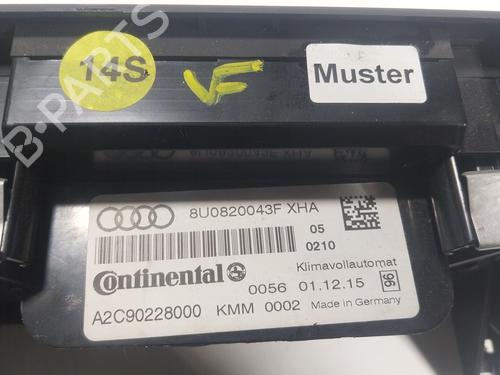 14S
VF
Muster
8U0820043F XHA
05
0210
Continental
Klimavollautomat
0056 01.12.15
96
A2C90228000 KMM 0002 Made in Germany
B-PARTS